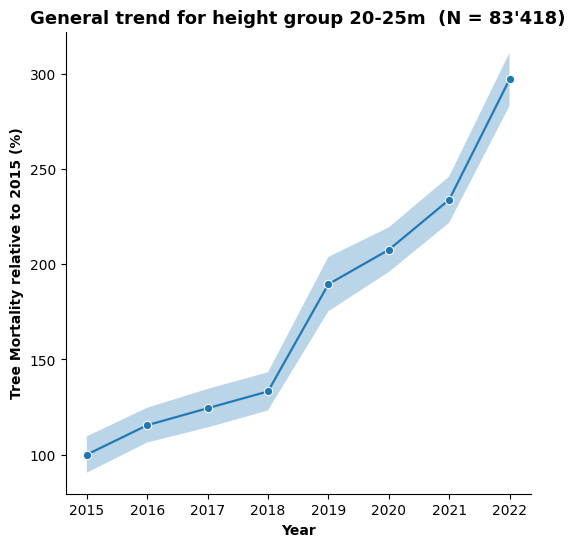 General trend for height group 20-25m  (N = 83'418)
Tree Mortality relative to 2015 (%)
300
250
200
150
100
2015 2016 2017 2018 2019 2020 2021 2022
Year